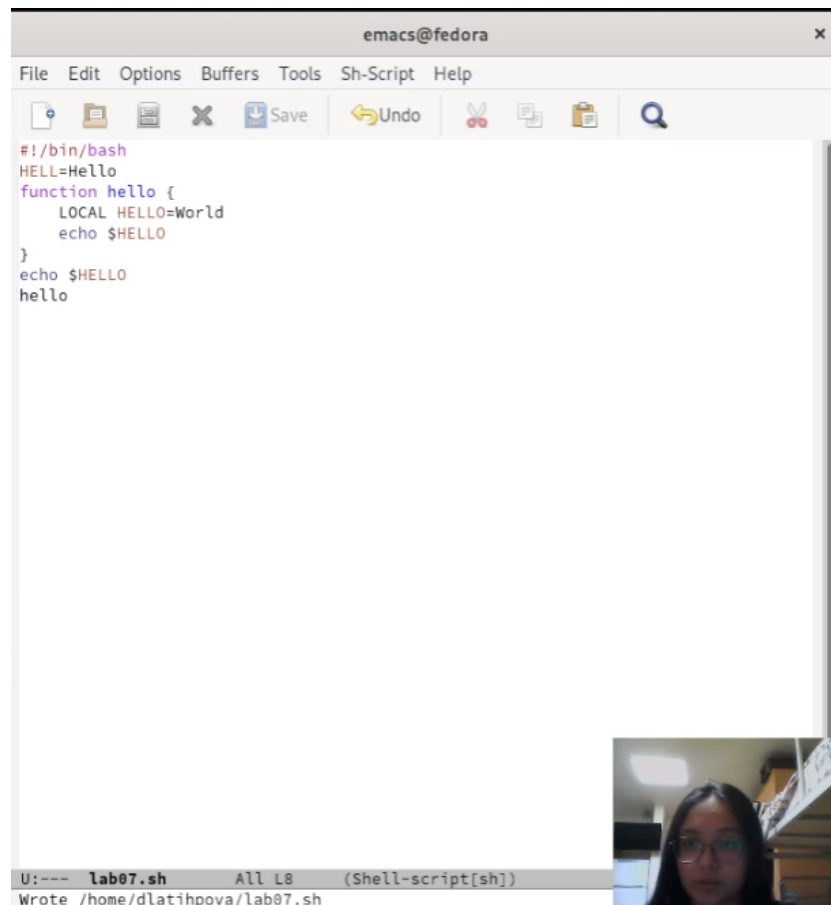 emacs@fedora ×
File Edit Options Buffers Tools Sh-Script Help
Save Undo
#!/bin/bash
HELL=Hello
function hello {
    LOCAL HELLO=World
    echo $HELLO
}
echo $HELLO
hello
U:--- lab07.sh All L8 (Shell-script[sh])
Wrote /home/dlatihpova/lab07.sh